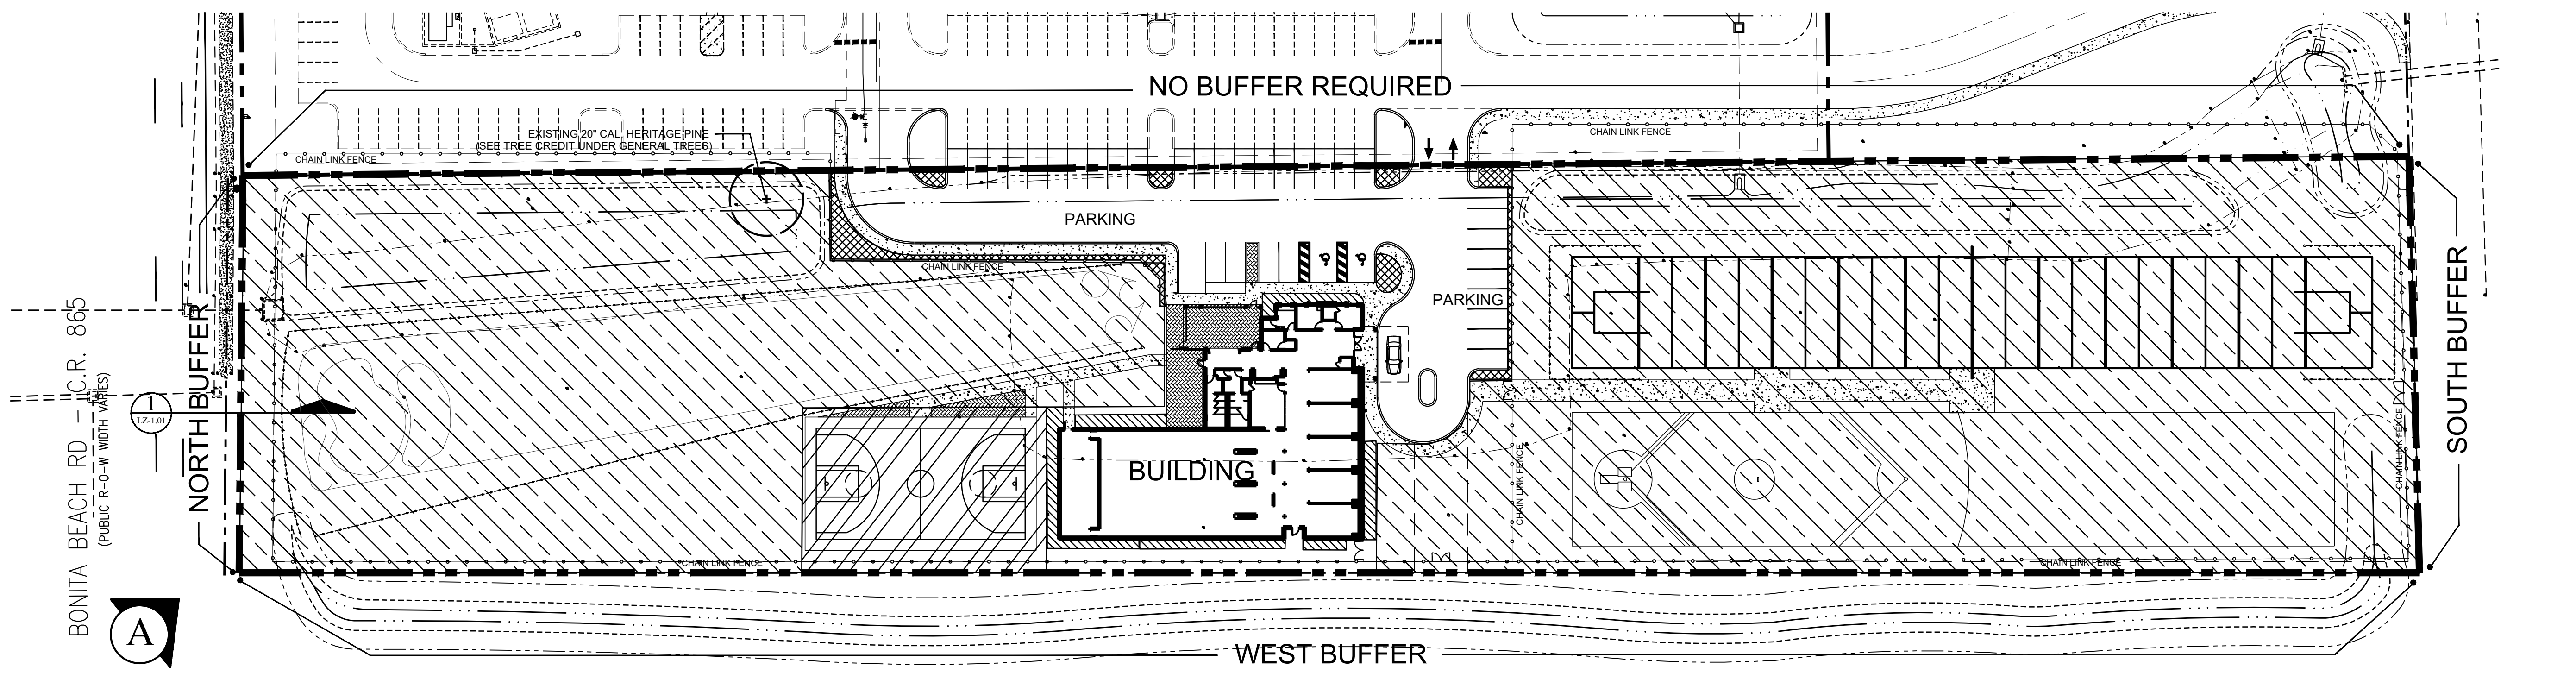 NO BUFFER REQUIRED
EXISTING 20" CAL. HERITAGE PINE
(SEE TREE CREDIT UNDER GENERAL TREES)
CHAIN LINK FENCE
CHAIN LINK FENCE
PARKING
CHAIN LINK FENCE
PARKING
BONITA BEACH RD - C.R. 865
(PUBLIC R-O-W WIDTH VARIES)
NORTH BUFFER
1
LZ-1.01
BUILDING
CHAIN LINK FENCE
CHAIN LINK FENCE
SOUTH BUFFER
CHAIN LINK FENCE
CHAIN LINK FENCE
A
WEST BUFFER